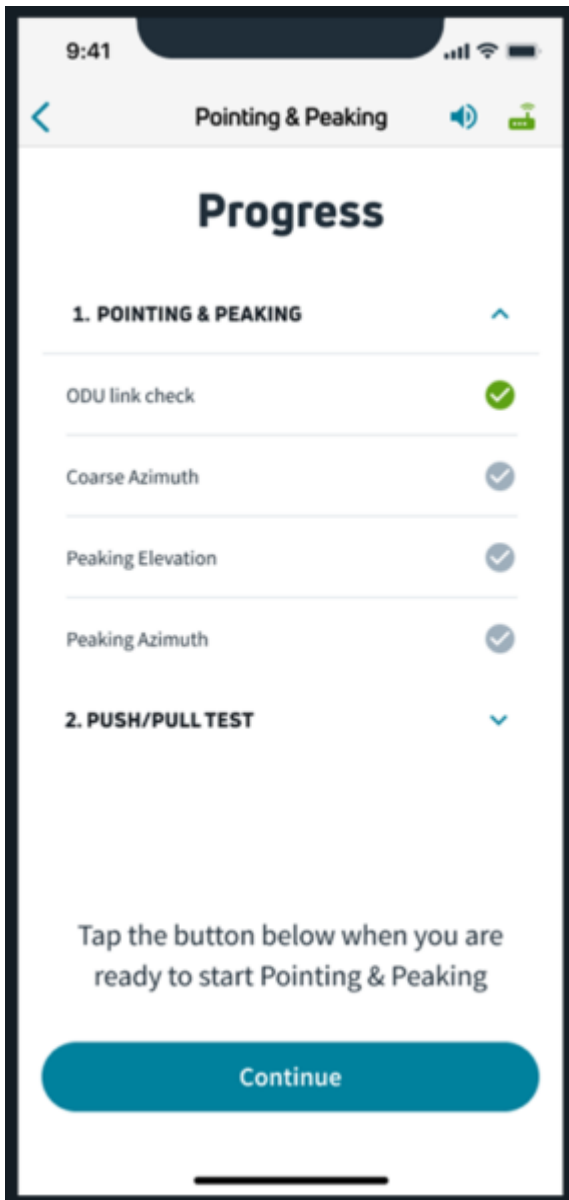 9:41
Pointing & Peaking
Progress
1. POINTING & PEAKING
ODU link check
Coarse Azimuth
Peaking Elevation
Peaking Azimuth
2. PUSH/PULL TEST
Tap the button below when you are
ready to start Pointing & Peaking
Continue